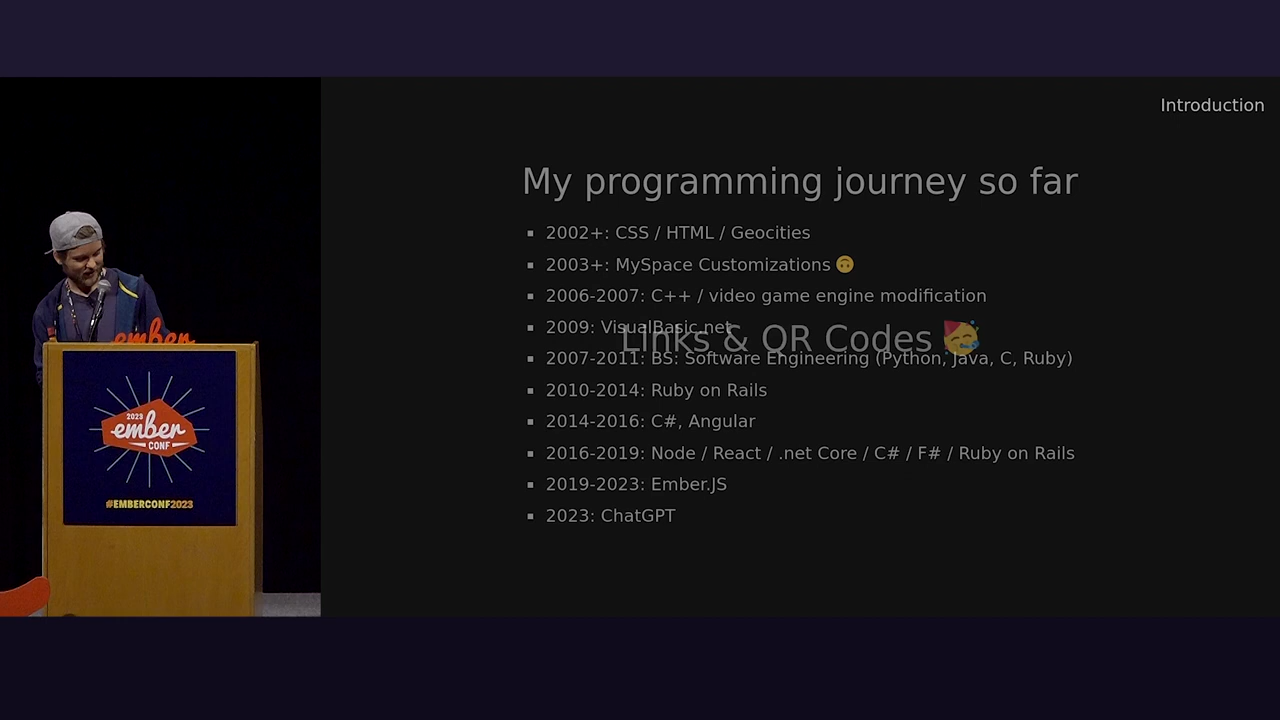 Introduction
My programming journey so far
2002+: CSS / HTML / Geocities
2003+: MySpace Customizations 🙃
2006-2007: C++ / video game engine modification
2009: VisualBasic.net
Links & QR Codes 🥳
2007-2011: BS: Software Engineering (Python, Java, C, Ruby)
2010-2014: Ruby on Rails
2014-2016: C#, Angular
2016-2019: Node / React / .net Core / C# / F# / Ruby on Rails
2019-2023: Ember.JS
2023: ChatGPT
ember
2023
ember
CONF
#EMBERCONF2023